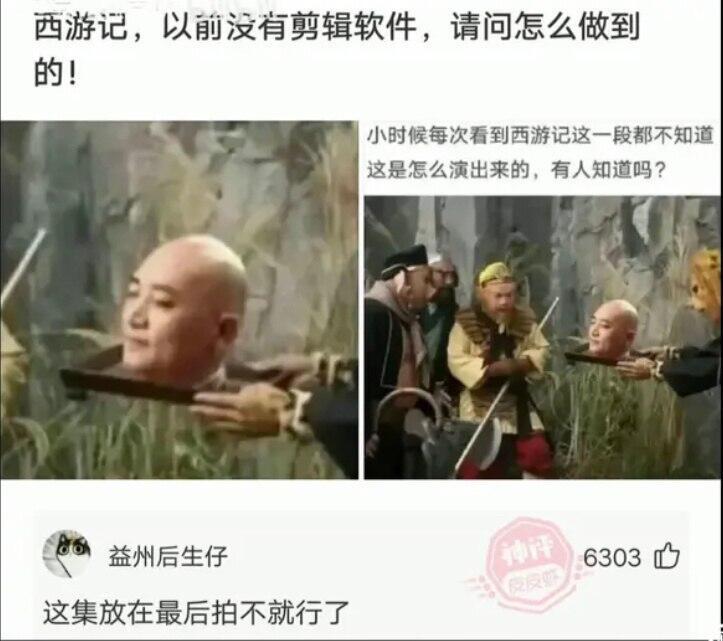 西游记，以前没有剪辑软件，请问怎么做到
的！
小时候每次看到西游记这一段都不知道
这是怎么演出来的，有人知道吗？
益州后生仔
神评
皮皮虾
6303
这集放在最后拍不就行了